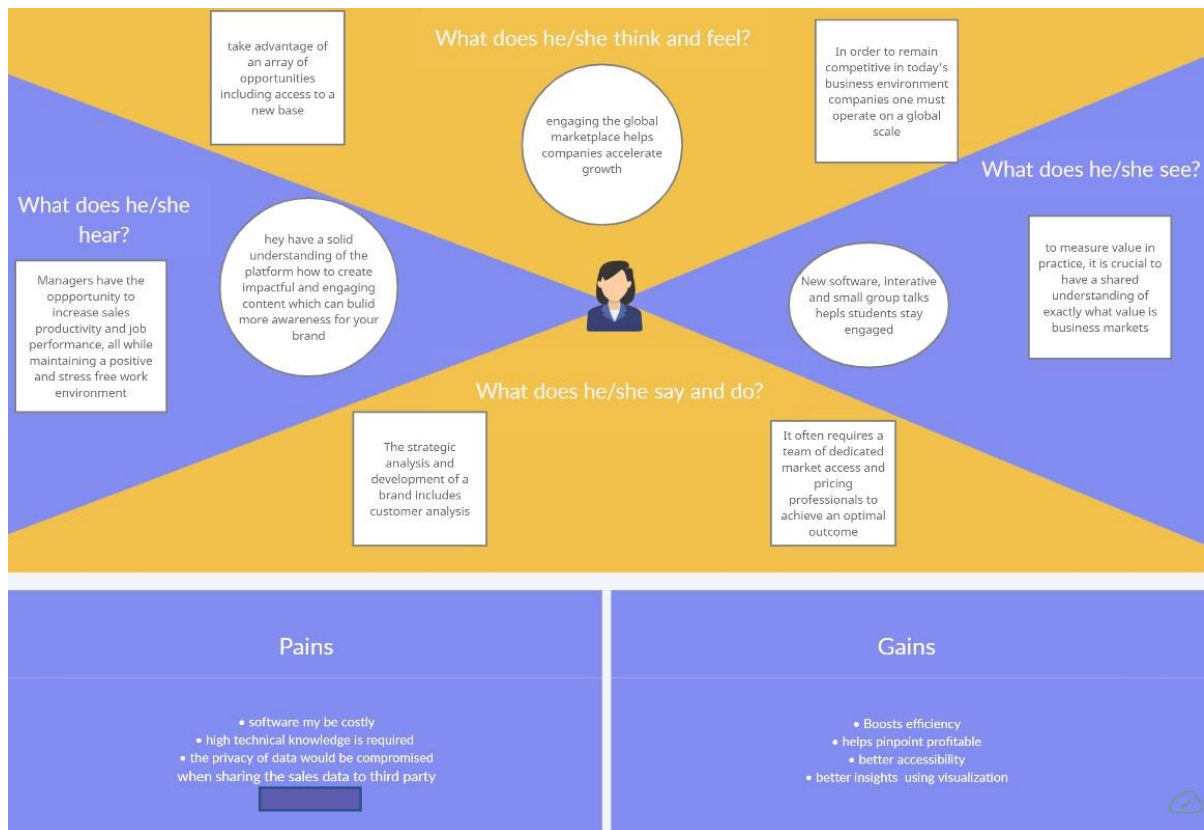 What does he/she think and feel?
take advantage of
an array of
opportunities
including access to a
new base
engaging the global
marketplace helps
companies accelerate
growth
In order to remain
competitive in today's
business environment
companies one must
operate on a global
scale
What does he/she
hear?
Managers have the
oppportunity to
increase sales
productivity and job
performance, all while
maintaining a positive
and stress free work
environment
hey have a solid
understanding of the
platform how to create
impactful and engaging
content which can bulid
more awareness for your
brand
What does he/she see?
New software, interative
and small group talks
hepls students stay
engaged
to measure value in
practice, it is crucial to
have a shared
understanding of
exactly what value is
business markets
What does he/she say and do?
The strategic
analysis and
development of a
brand includes
customer analysis
It often requires a
team of dedicated
market access and
pricing
professionals to
achieve an optimal
outcome
Pains
• software my be costly
• high technical knowledge is required
• the privacy of data would be compromised
when sharing the sales data to third party
Gains
• Boosts efficiency
• helps pinpoint profitable
• better accessibility
• better insights using visualization